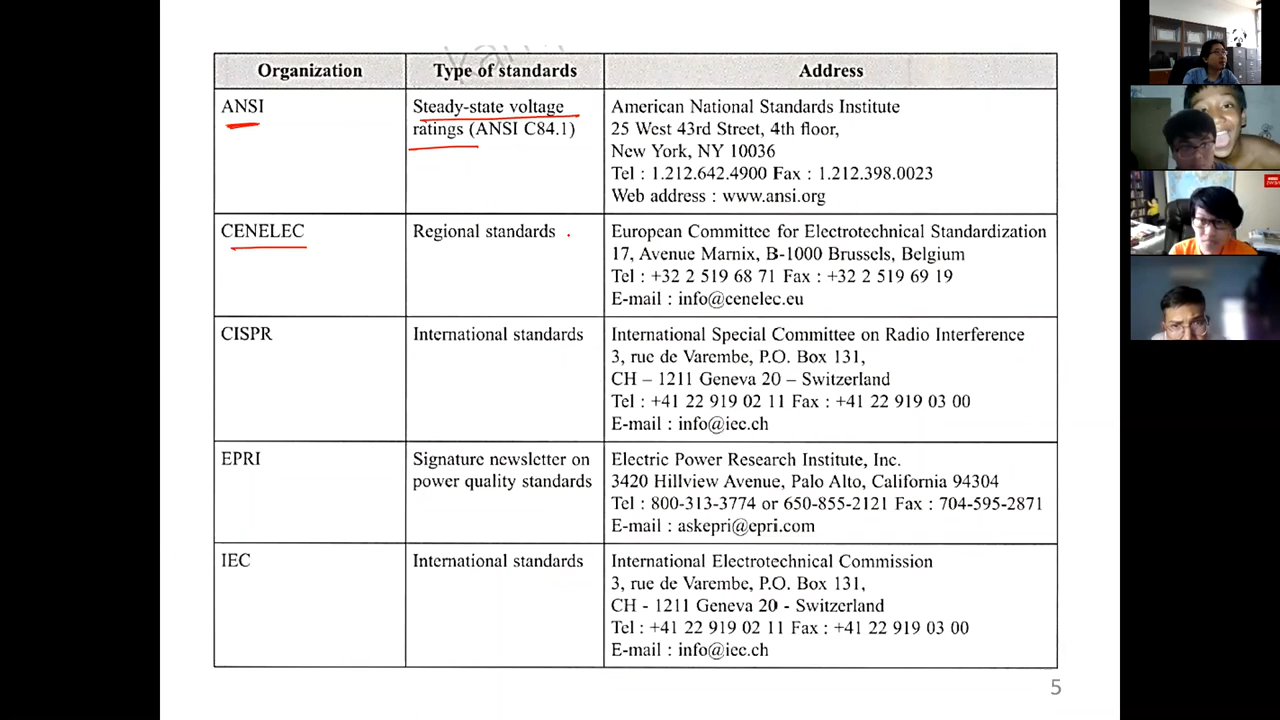 Organization Type of standards Address
ANSI
Steady-state voltage
ratings (ANSI C84.1)
American National Standards Institute
25 West 43rd Street, 4th floor,
New York, NY 10036
Tel : 1.212.642.4900 Fax : 1.212.398.0023
Web address : www.ansi.org
CENELEC
Regional standards
European Committee for Electrotechnical Standardization
17, Avenue Marnix, B-1000 Brussels, Belgium
Tel : +32 2 519 68 71 Fax : +32 2 519 69 19
E-mail : info@cenelec.eu
CISPR
International standards
International Special Committee on Radio Interference
3, rue de Varembe, P.O. Box 131,
CH – 1211 Geneva 20 – Switzerland
Tel : +41 22 919 02 11 Fax : +41 22 919 03 00
E-mail : info@iec.ch
EPRI
Signature newsletter on
power quality standards
Electric Power Research Institute, Inc.
3420 Hillview Avenue, Palo Alto, California 94304
Tel : 800-313-3774 or 650-855-2121 Fax : 704-595-2871
E-mail : askepri@epri.com
IEC
International standards
International Electrotechnical Commission
3, rue de Varembe, P.O. Box 131,
CH - 1211 Geneva 20 - Switzerland
Tel : +41 22 919 02 11 Fax : +41 22 919 03 00
E-mail : info@iec.ch
5